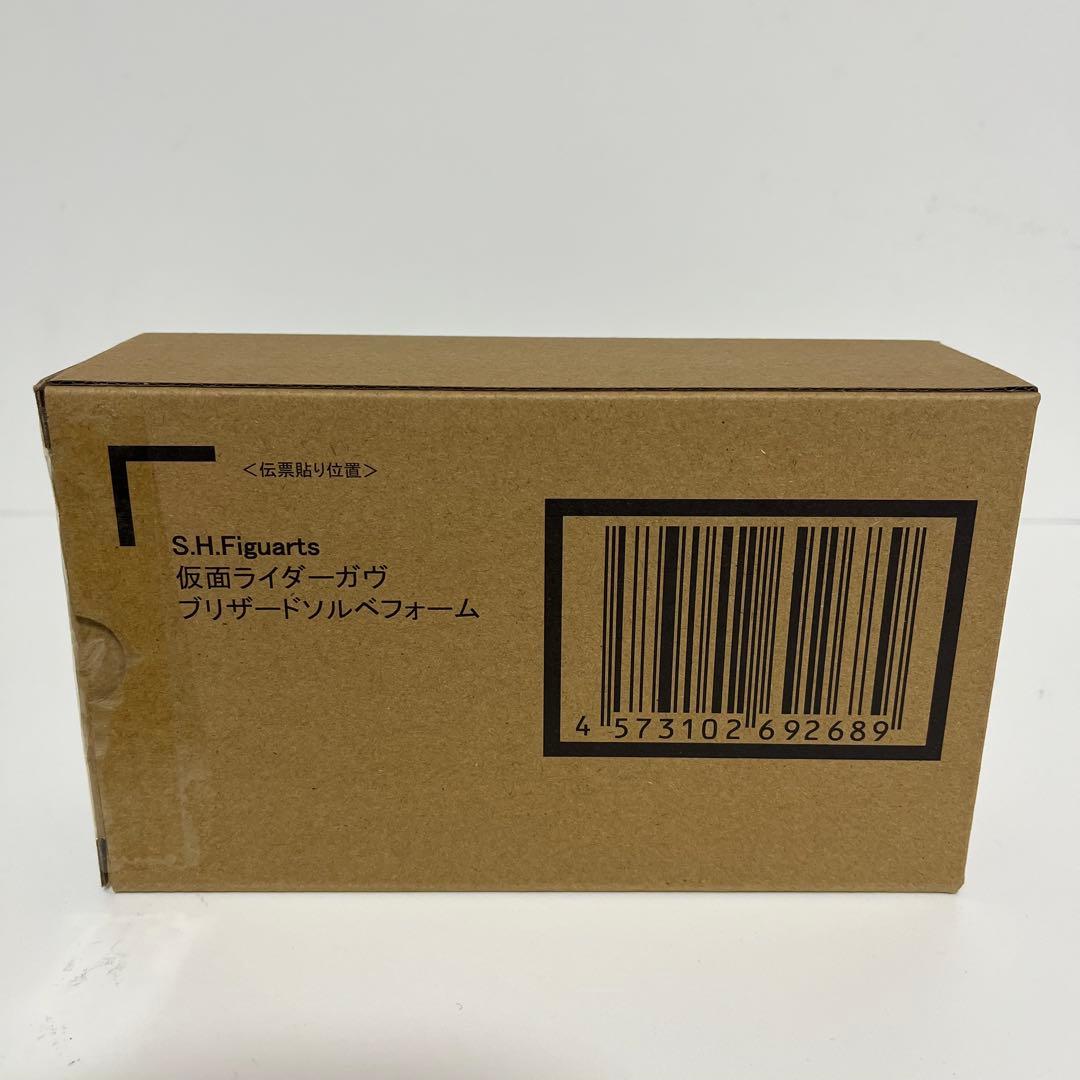 ＜伝票貼り位置＞
S.H.Figuarts
仮面ライダーガヴ
ブリザードソルベフォーム
4 573102 692689